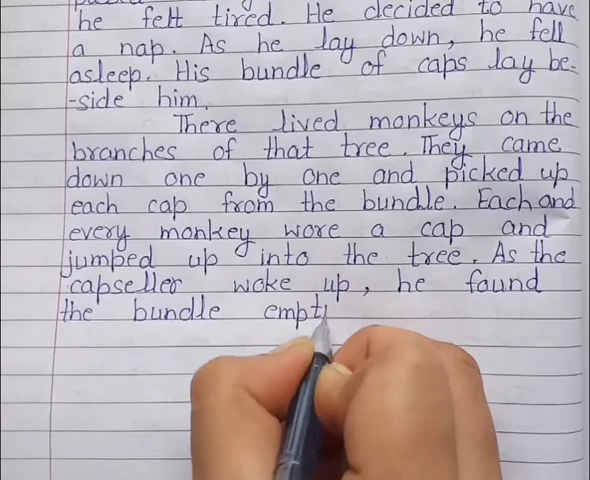 he felt tired. He decided to have
a nap. As he lay down, he fell
asleep. His bundle of caps lay be-
-side him.
There lived monkeys on the
branches of that tree. They came
down one by one and picked up
each cap from the bundle. Each and
every monkey wore a cap and
jumped up into the tree. As the
capseller woke up, he found
the bundle empt